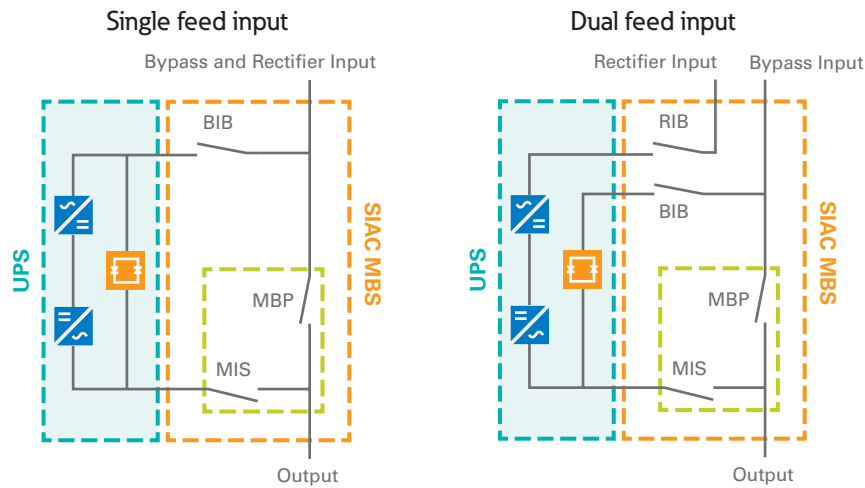 Single feed input
Bypass and Rectifier Input
BIB
UPS
SIAC MBS
MBP
MIS
Output
Dual feed input
Rectifier Input
Bypass Input
RIB
BIB
UPS
SIAC MBS
MBP
MIS
Output